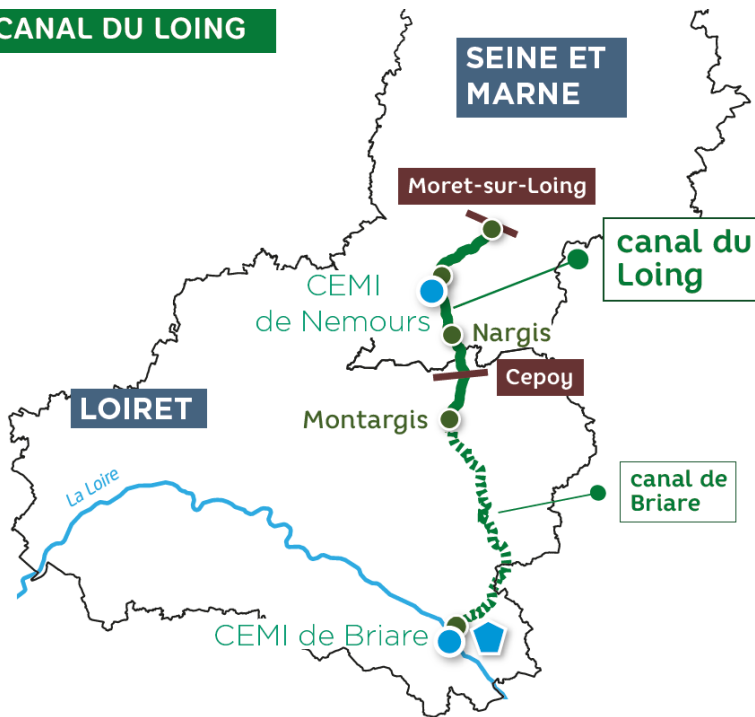 CANAL DU LOING
SEINE ET
MARNE
Moret-sur-Loing
canal du
Loing
CEMI
de Nemours
Nargis
Cepoy
LOIRET
Montargis
La Loire
canal de
Briare
CEMI de Briare